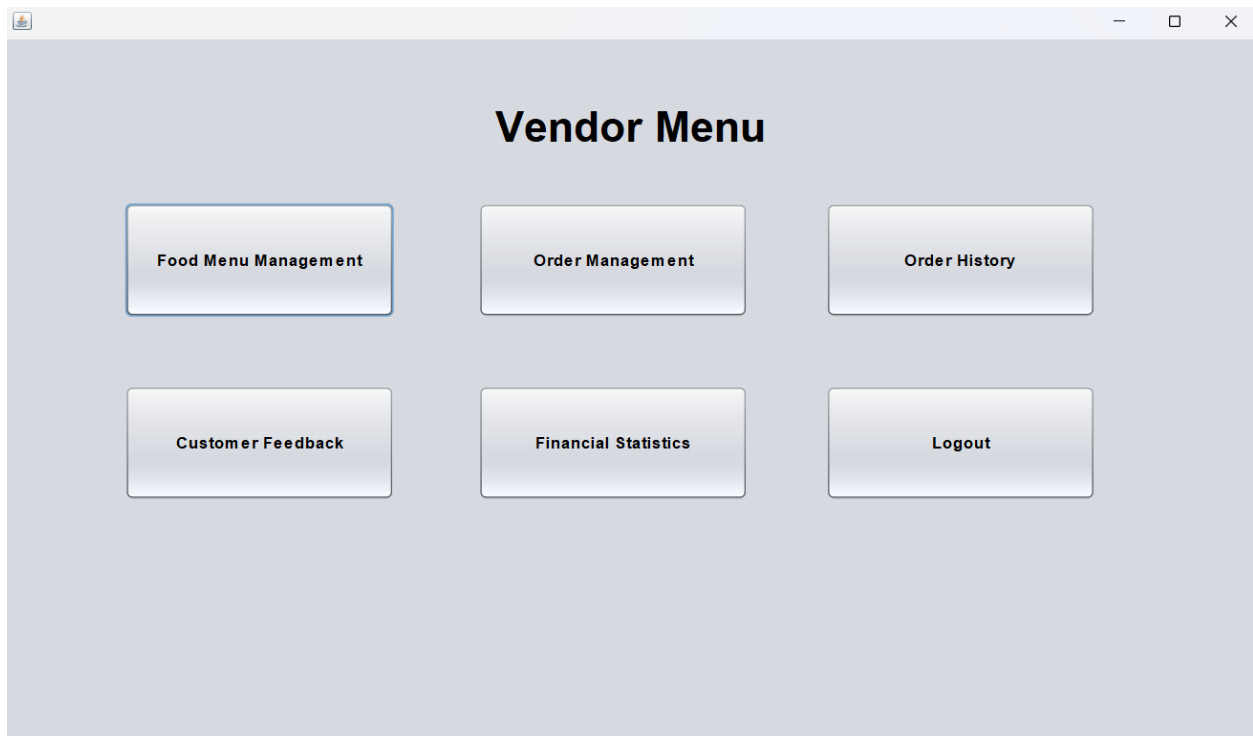 Vendor Menu
Food Menu Management
Order Management
Order History
Customer Feedback
Financial Statistics
Logout